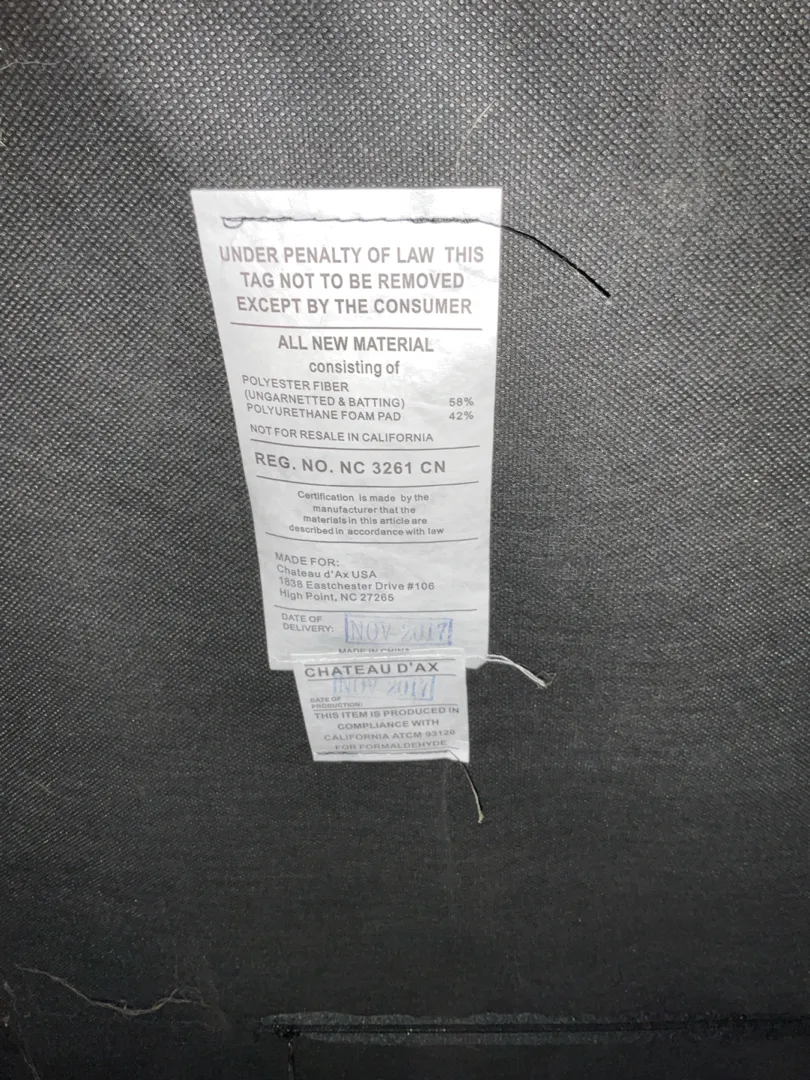 UNDER PENALTY OF LAW THIS
TAG NOT TO BE REMOVED
EXCEPT BY THE CONSUMER
ALL NEW MATERIAL
consisting of
POLYESTER FIBER
(UNGARNETTED & BATTING) 58%
POLYURETHANE FOAM PAD 42%
NOT FOR RESALE IN CALIFORNIA
REG. NO. NC 3261 CN
Certification is made by the
manufacturer that the
materials in this article are
described in accordance with law
MADE FOR:
Chateau d'Ax USA
1838 Eastchester Drive #106
High Point, NC 27265
DATE OF
DELIVERY: NOV 2017
MADE IN CHINA
CHATEAU D'AX
NOV 2017
DATE OF
PRODUCTION:
THIS ITEM IS PRODUCED IN
COMPLIANCE WITH
CALIFORNIA ATCM 93120
FOR FORMALDEHYDE